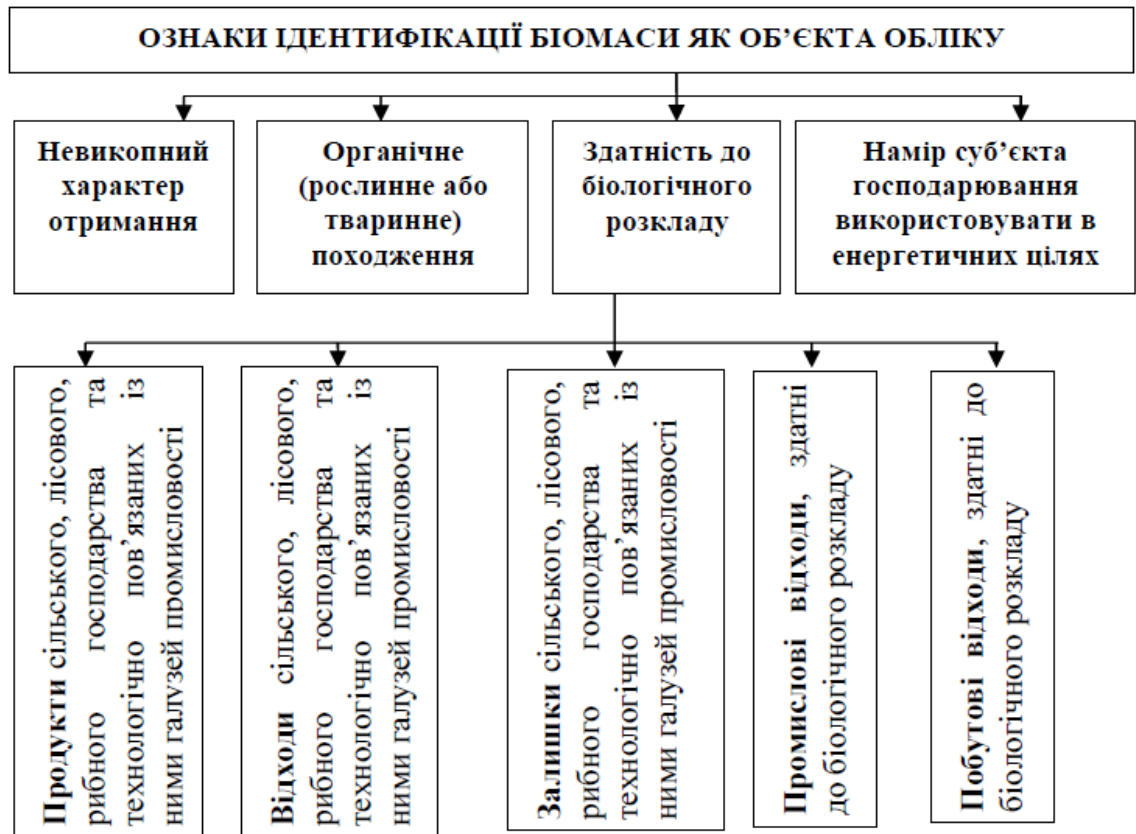 ОЗНАКИ ІДЕНТИФІКАЦІЇ БІОМАСИ ЯК ОБ’ЄКТА ОБЛІКУ
Невикопний
характер
отримання
Органічне
(рослинне або
тваринне)
походження
Здатність до
біологічного
розкладу
Намір суб’єкта
господарювання
використовувати в
енергетичних цілях
Продукти сільського, лісового,
рибного господарства та
технологічно пов’язаних із
ними галузей промисловості
Відходи сільського, лісового,
рибного господарства та
технологічно пов’язаних із
ними галузей промисловості
Залишки сільського, лісового,
рибного господарства та
технологічно пов’язаних із
ними галузей промисловості
Промислові відходи, здатні
до біологічного розкладу
Побутові відходи, здатні до
біологічного розкладу